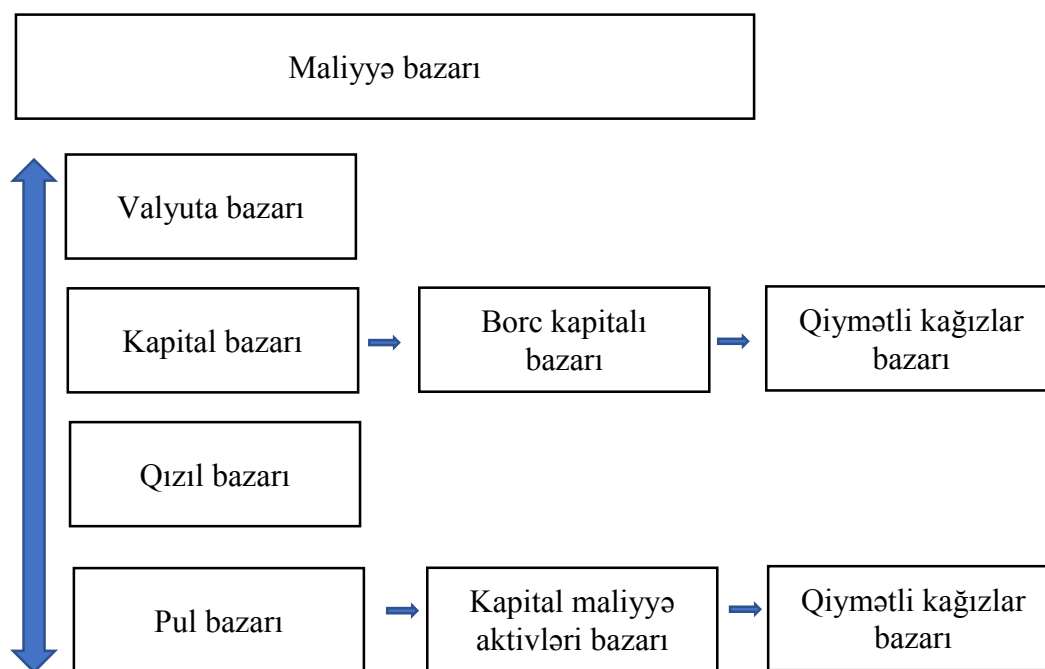 Maliyyə bazarı
Valyuta bazarı
Kapital bazarı
Borc kapitalı
bazarı
Qiymətli kağızlar
bazarı
Qızıl bazarı
Pul bazarı
Kapital maliyyə
aktivləri bazarı
Qiymətli kağızlar
bazarı